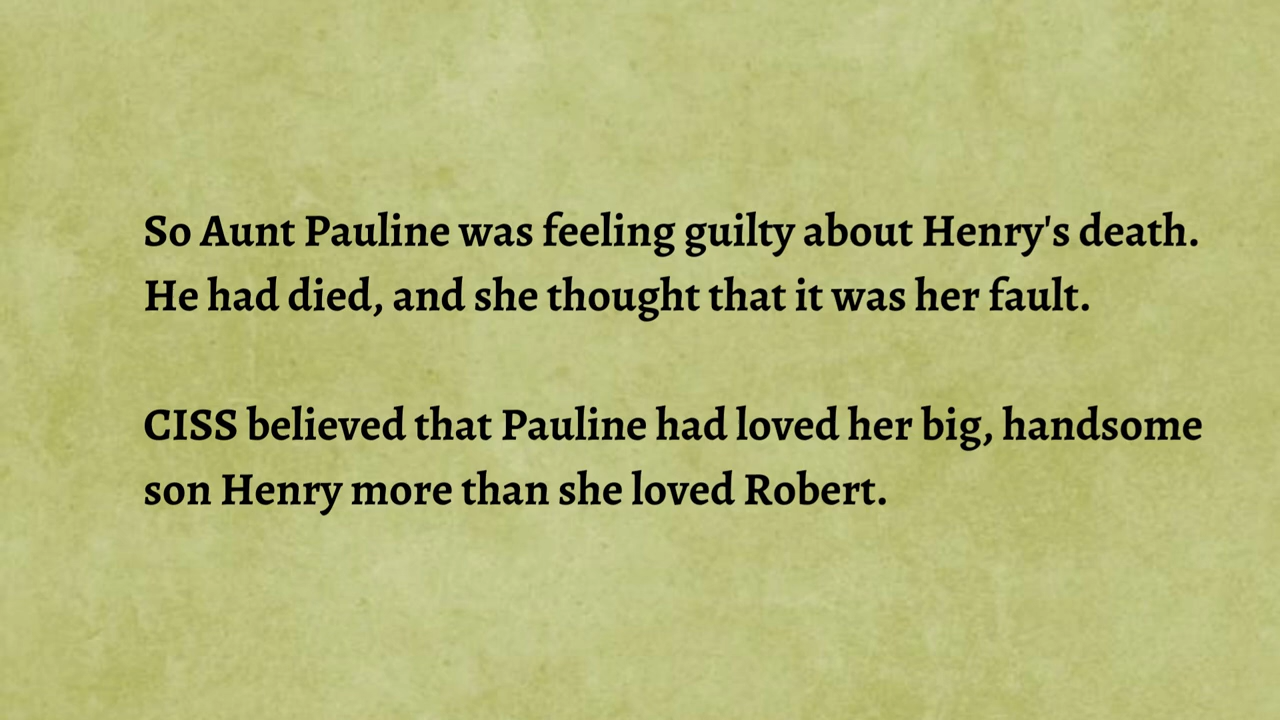 So Aunt Pauline was feeling guilty about Henry's death.
He had died, and she thought that it was her fault.
CISS believed that Pauline had loved her big, handsome
son Henry more than she loved Robert.